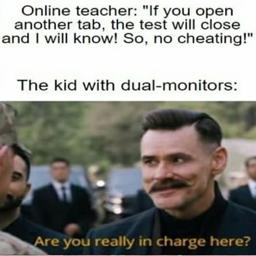 Online teacher: "If you open
another tab, the test will close
and I will know! So, no cheating!"
The kid with dual-monitors:
Are you really in charge here?